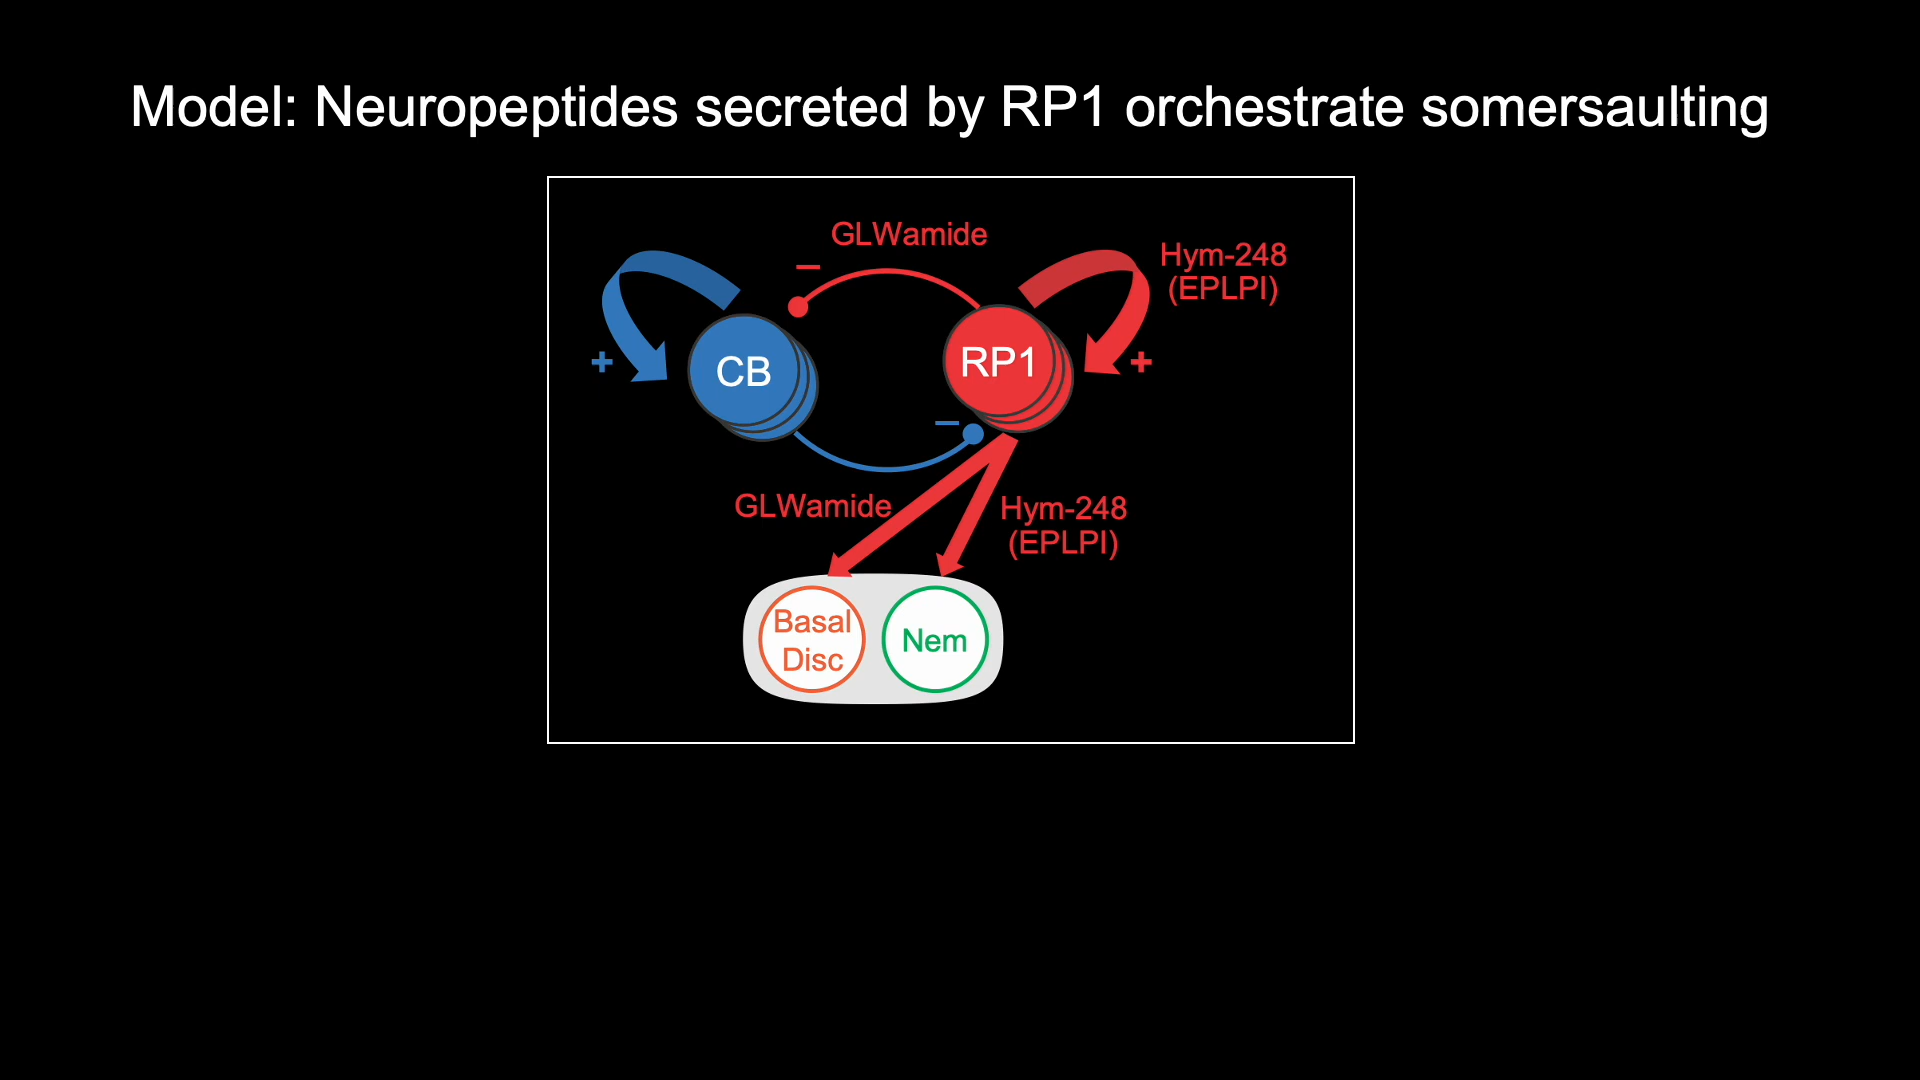 Model: Neuropeptides secreted by RP1 orchestrate somersaulting
GLWamide
Hym-248
(EPLPI)
–
+
CB
RP1
+
–
GLWamide
Hym-248
(EPLPI)
Basal
Disc
Nem